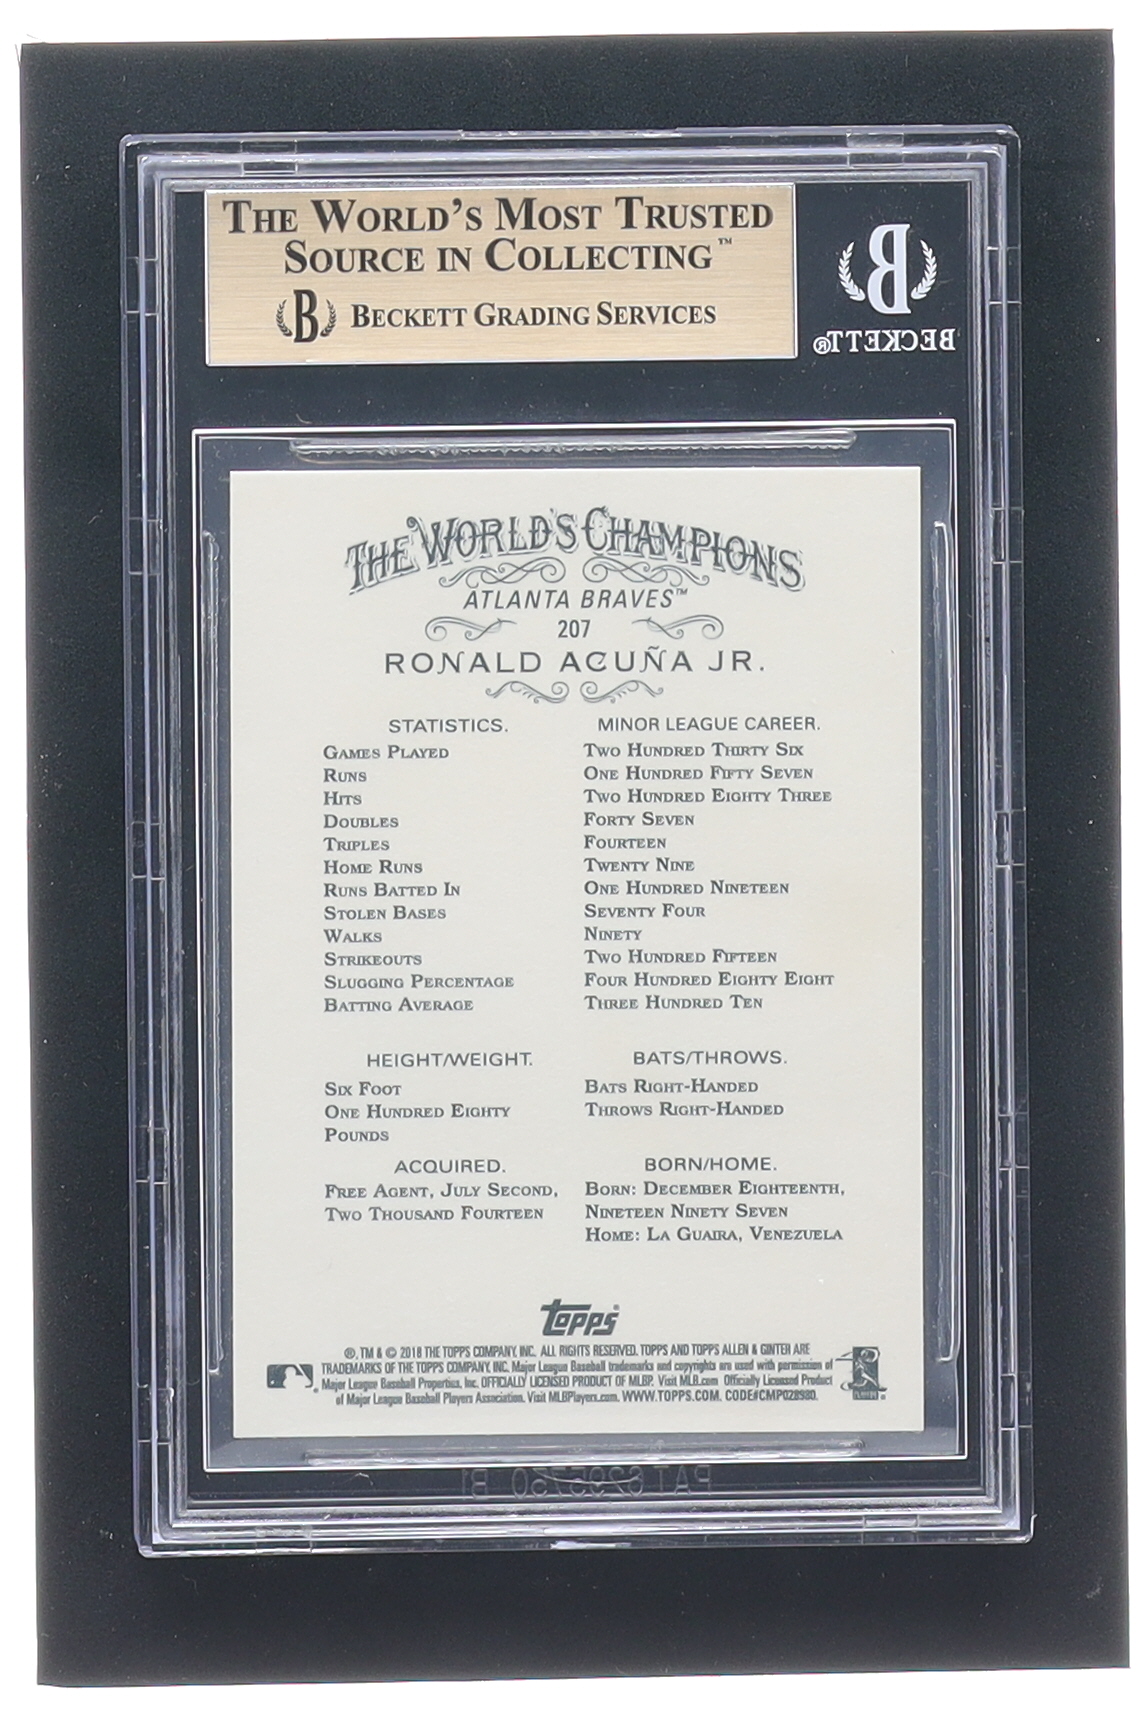 THE WORLD'S MOST TRUSTED
SOURCE IN COLLECTING™
B BECKETT GRADING SERVICES
B
BECKETT®
THE WORLD'S CHAMPIONS
ATLANTA BRAVES™
207
RONALD ACUÑA JR.
STATISTICS. MINOR LEAGUE CAREER.
GAMES PLAYED TWO HUNDRED THIRTY SIX
RUNS ONE HUNDRED FIFTY SEVEN
HITS TWO HUNDRED EIGHTY THREE
DOUBLES FORTY SEVEN
TRIPLES FOURTEEN
HOME RUNS TWENTY NINE
RUNS BATTED IN ONE HUNDRED NINETEEN
STOLEN BASES SEVENTY FOUR
WALKS NINETY
STRIKEOUTS TWO HUNDRED FIFTEEN
SLUGGING PERCENTAGE FOUR HUNDRED EIGHTY EIGHT
BATTING AVERAGE THREE HUNDRED TEN
HEIGHT/WEIGHT. BATS/THROWS.
SIX FOOT BATS RIGHT-HANDED
ONE HUNDRED EIGHTY THROWS RIGHT-HANDED
POUNDS
ACQUIRED. BORN/HOME.
FREE AGENT, JULY SECOND, BORN: DECEMBER EIGHTEENTH,
TWO THOUSAND FOURTEEN NINETEEN NINETY SEVEN
HOME: LA GUAIRA, VENEZUELA
TOPPS®
®, TM & © 2018 THE TOPPS COMPANY, INC. ALL RIGHTS RESERVED. TOPPS AND TOPPS ALLEN & GINTER ARE
TRADEMARKS OF THE TOPPS COMPANY, INC. Major League Baseball trademarks and copyrights are used with permission of
Major League Baseball Properties, Inc. OFFICIALLY LICENSED PRODUCT OF MLBP. Visit MLB.com Officially Licensed Product
of Major League Baseball Players Association. Visit MLBPlayers.com. WWW.TOPPS.COM. CODE#CMP028980.
PAT 6295750 B1